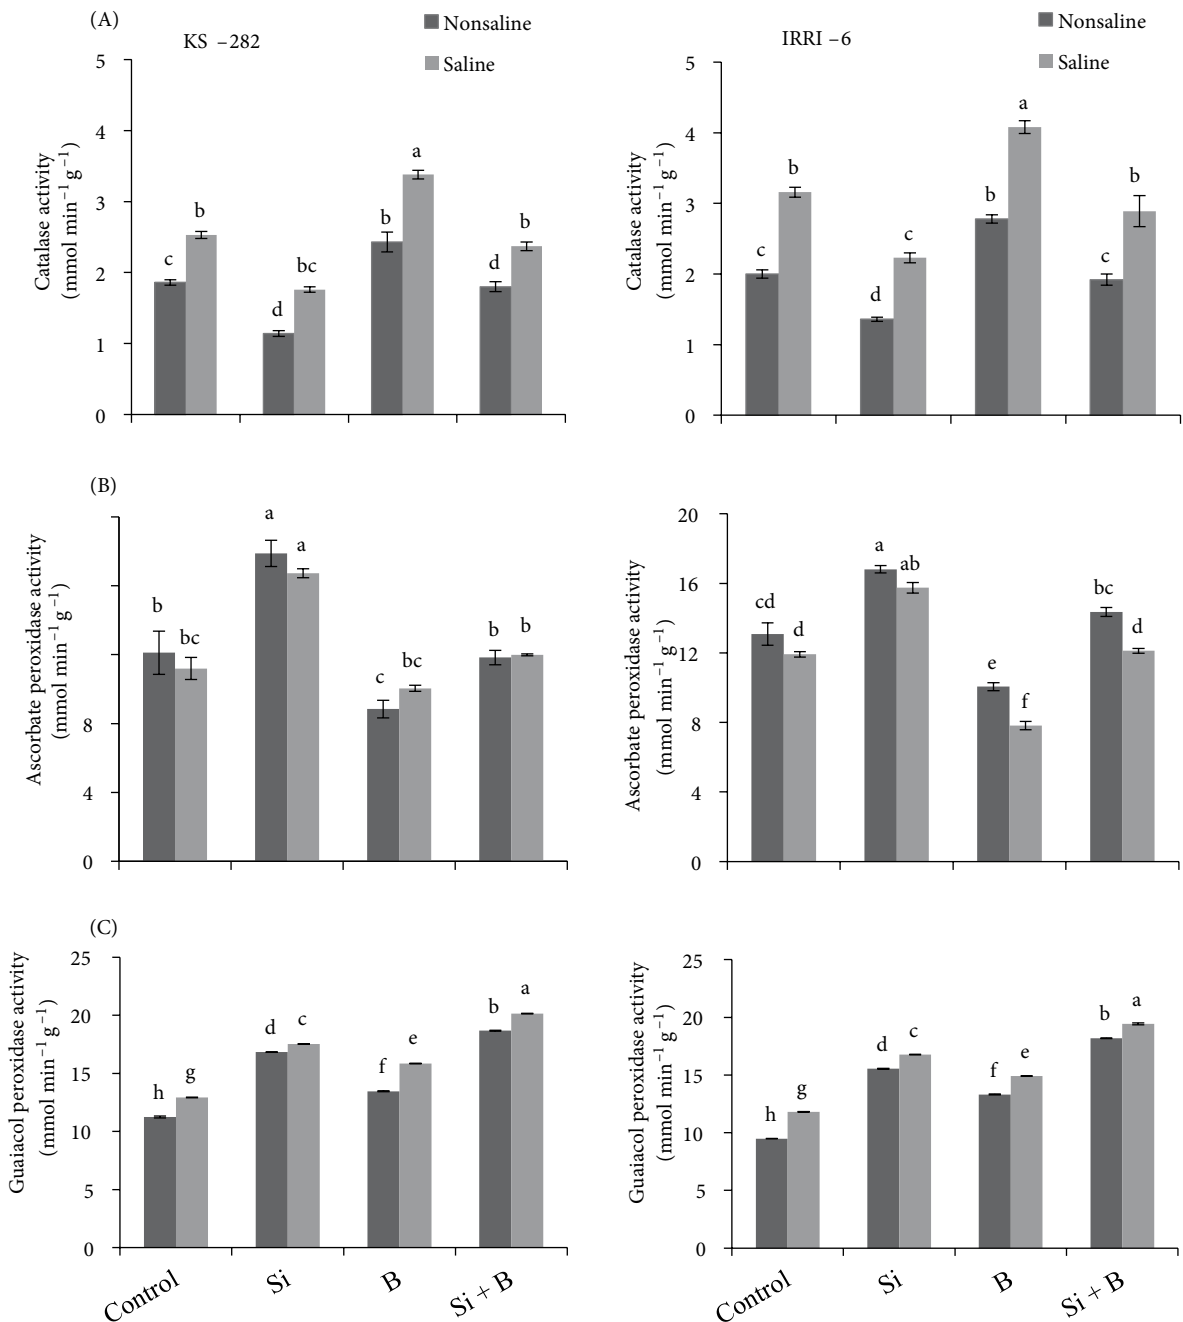 (A)
KS –282
Nonsaline
Saline
5
4
3
2
1
0
Catalase activity
(mmol min⁻¹ g⁻¹)
c
b
d
bc
b
a
d
b
IRRI –6
Nonsaline
Saline
5
4
3
2
1
0
Catalase activity
(mmol min⁻¹ g⁻¹)
c
b
d
c
b
a
c
b
(B)
8
4
0
Ascorbate peroxidase activity
(mmol min⁻¹ g⁻¹)
b
bc
a
a
c
bc
b
b
20
16
12
8
4
0
Ascorbate peroxidase activity
(mmol min⁻¹ g⁻¹)
cd
d
a
ab
e
f
bc
d
(C)
25
20
15
10
5
0
Guaiacol peroxidase activity
(mmol min⁻¹ g⁻¹)
h
g
d
c
f
e
b
a
Control
Si
B
Si + B
25
20
15
10
5
0
Guaiacol peroxidase activity
(mmol min⁻¹ g⁻¹)
h
g
d
c
f
e
b
a
Control
Si
B
Si + B